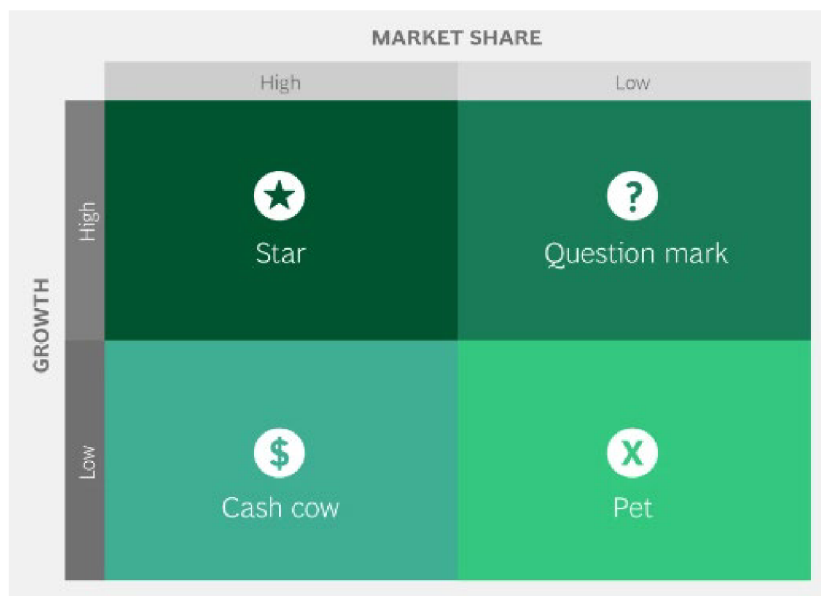 MARKET SHARE
High
Low
GROWTH
High
Star
?
Question mark
Low
$
Cash cow
X
Pet